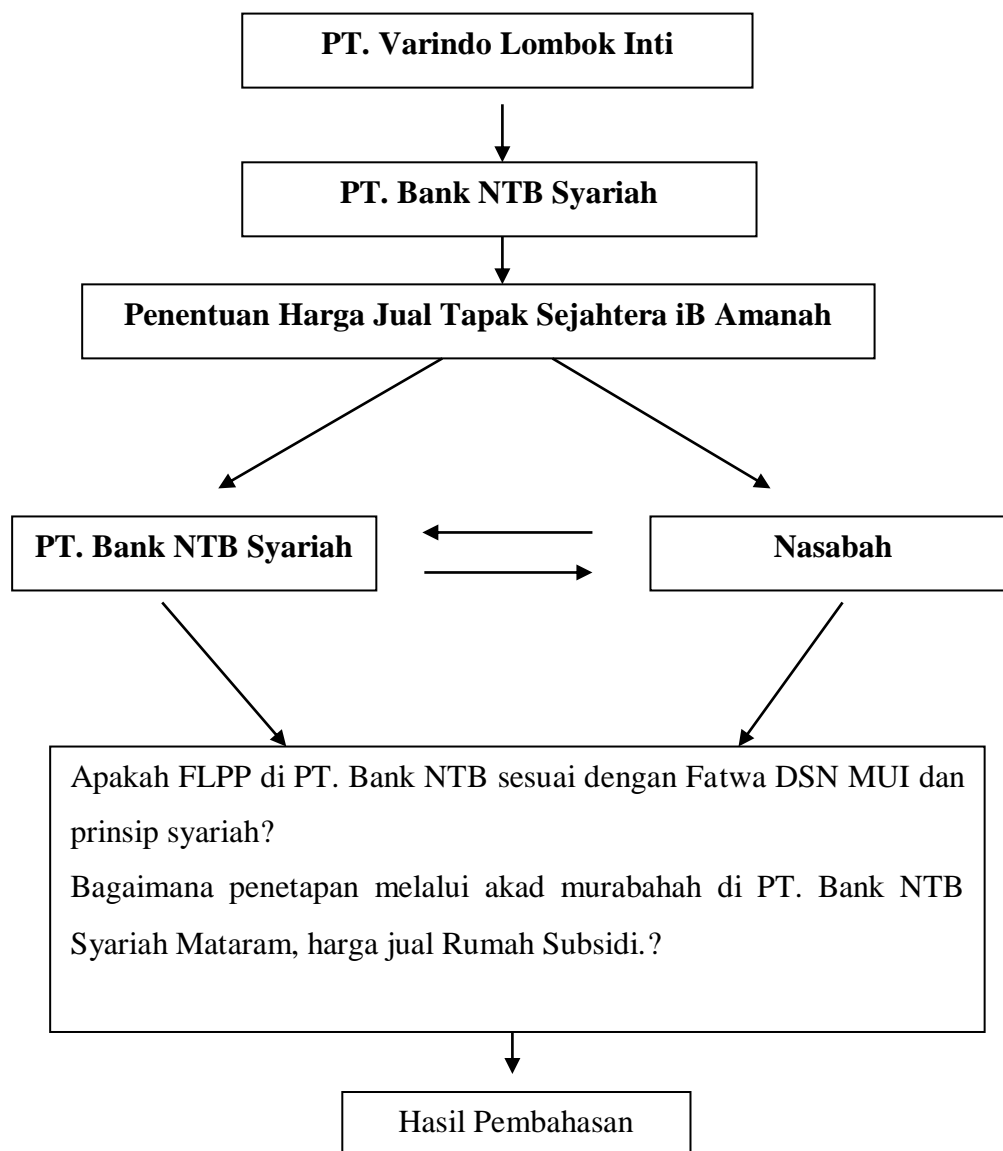 PT. Varindo Lombok Inti
PT. Bank NTB Syariah
Penentuan Harga Jual Tapak Sejahtera iB Amanah
PT. Bank NTB Syariah
Nasabah
Apakah FLPP di PT. Bank NTB sesuai dengan Fatwa DSN MUI dan
prinsip syariah?
Bagaimana penetapan melalui akad murabahah di PT. Bank NTB
Syariah Mataram, harga jual Rumah Subsidi.?
Hasil Pembahasan